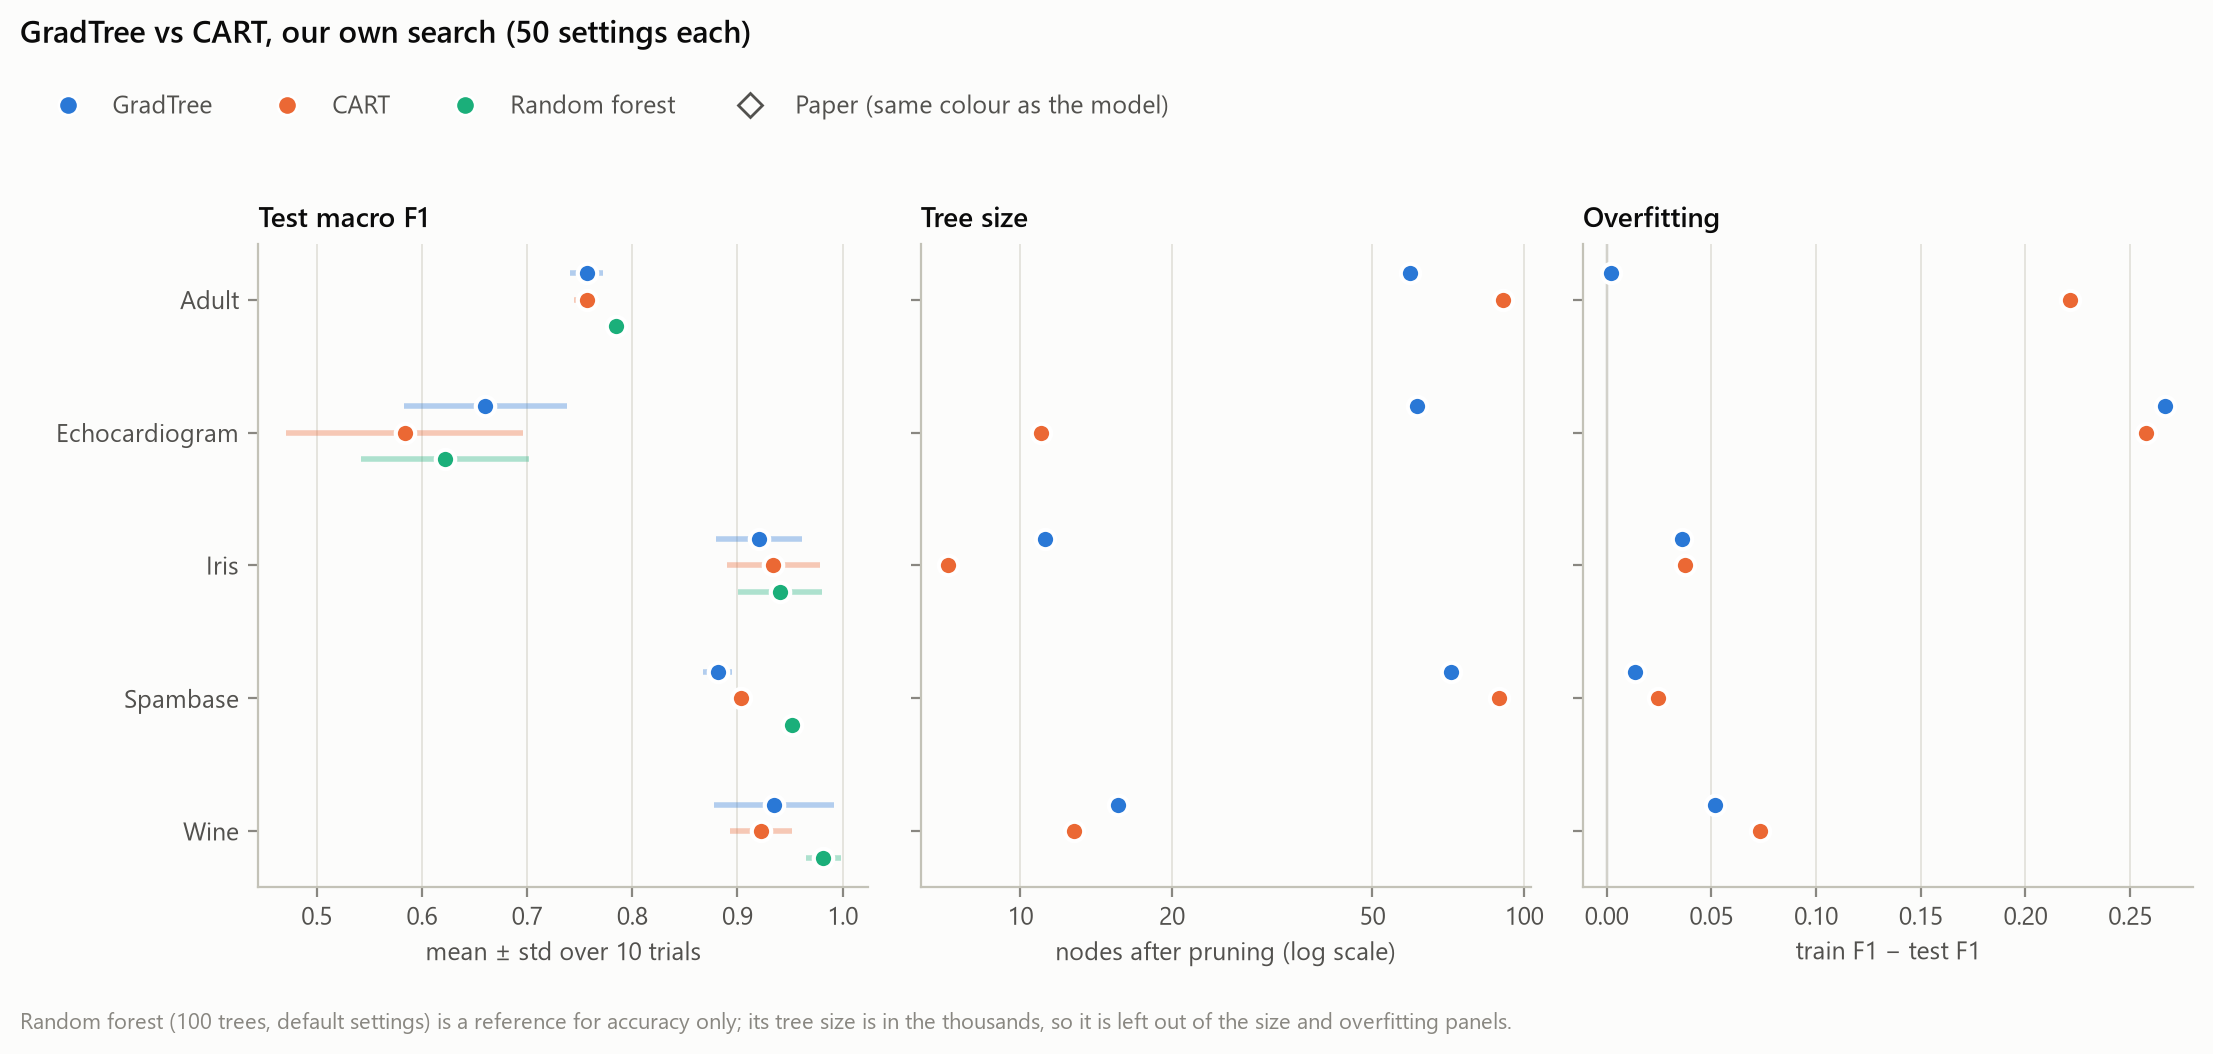 GradTree vs CART, our own search (50 settings each)
GradTree CART Random forest Paper (same colour as the model)
Test macro F1 Tree size Overfitting
Adult
Echocardiogram
Iris
Spambase
Wine
0.5 0.6 0.7 0.8 0.9 1.0 10 20 50 100 0.00 0.05 0.10 0.15 0.20 0.25
mean ± std over 10 trials nodes after pruning (log scale) train F1 − test F1
Random forest (100 trees, default settings) is a reference for accuracy only; its tree size is in the thousands, so it is left out of the size and overfitting panels.